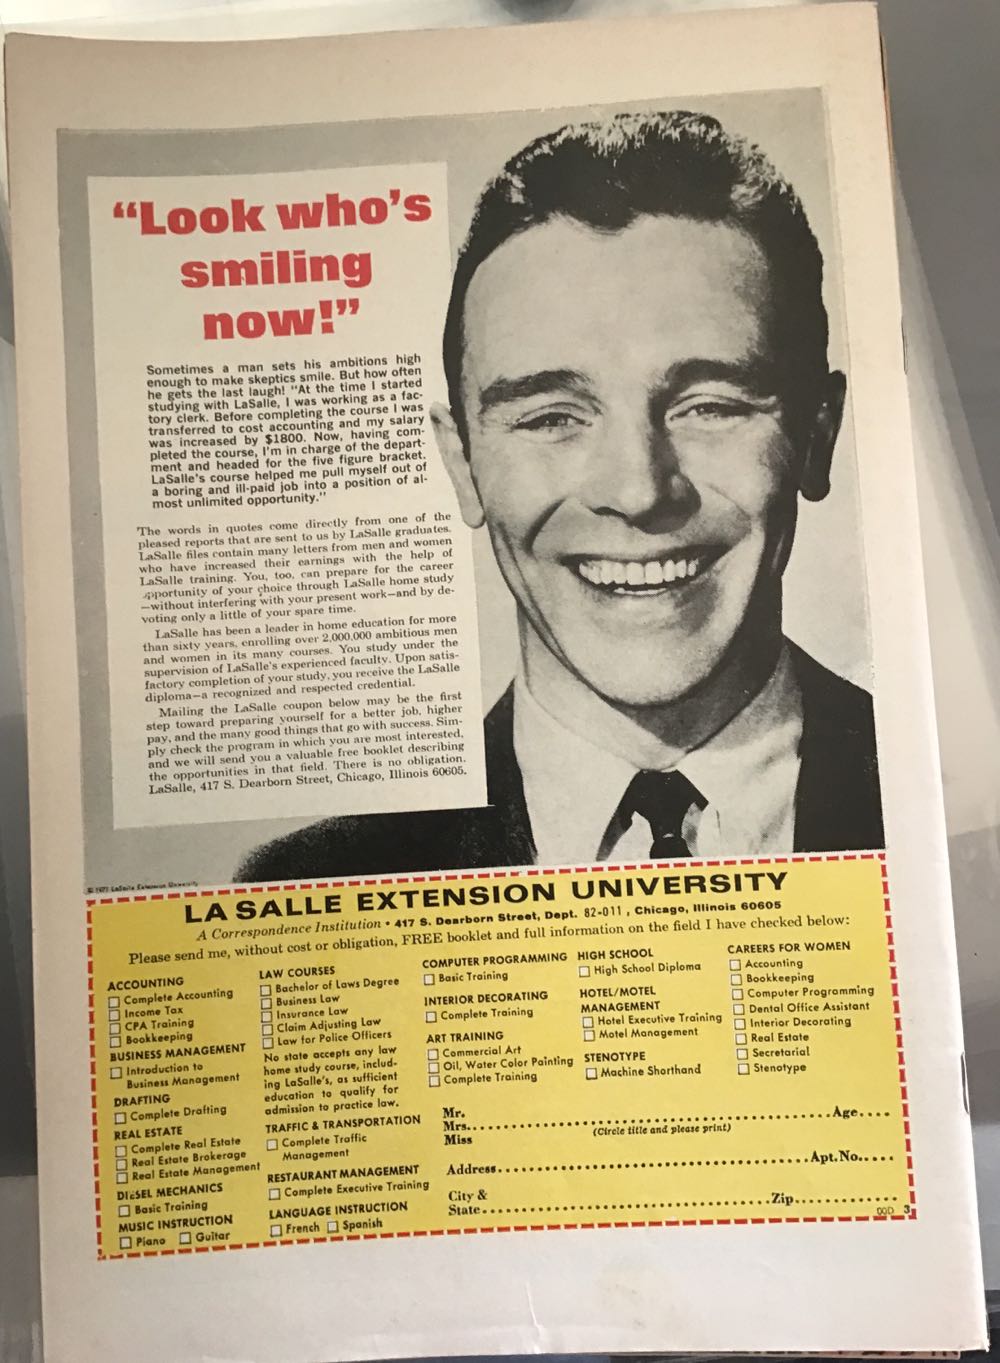 “Look who’s
smiling
now!”
Sometimes a man sets his ambitions high
enough to make skeptics smile. But how often
he gets the last laugh! “At the time I started
studying with LaSalle, I was working as a fac-
tory clerk. Before completing the course I was
transferred to cost accounting and my salary
was increased by $1800. Now, having com-
pleted the course, I’m in charge of the depart-
ment and headed for the five figure bracket.
LaSalle’s course helped me pull myself out of
a boring and ill-paid job into a position of al-
most unlimited opportunity.”
The words in quotes come directly from one of the
pleased reports that are sent to us by LaSalle graduates.
LaSalle files contain many letters from men and women
who have increased their earnings with the help of
LaSalle training. You, too, can prepare for the career
opportunity of your choice through LaSalle home study
—without interfering with your present work—and by de-
voting only a little of your spare time.
LaSalle has been a leader in home education for more
than sixty years, enrolling over 2,000,000 ambitious men
and women in its many courses. You study under the
supervision of LaSalle’s experienced faculty. Upon satis-
factory completion of your study, you receive the LaSalle
diploma—a recognized and respected credential.
Mailing the LaSalle coupon below may be the first
step toward preparing yourself for a better job, higher
pay, and the many good things that go with success. Sim-
ply check the program in which you are most interested,
and we will send you a valuable free booklet describing
the opportunities in that field. There is no obligation.
LaSalle, 417 S. Dearborn Street, Chicago, Illinois 60605.
© 1971 LaSalle Extension University
LA SALLE EXTENSION UNIVERSITY
A Correspondence Institution • 417 S. Dearborn Street, Dept. 82-011, Chicago, Illinois 60605
Please send me, without cost or obligation, FREE booklet and full information on the field I have checked below:
ACCOUNTING
Complete Accounting
Income Tax
CPA Training
Bookkeeping
BUSINESS MANAGEMENT
Introduction to
Business Management
DRAFTING
Complete Drafting
REAL ESTATE
Complete Real Estate
Real Estate Brokerage
Real Estate Management
DIESEL MECHANICS
Basic Training
MUSIC INSTRUCTION
Piano Guitar
LAW COURSES
Bachelor of Laws Degree
Business Law
Insurance Law
Claim Adjusting Law
Law for Police Officers
No state accepts any law
home study course, includ-
ing LaSalle’s, as sufficient
education to qualify for
admission to practice law.
TRAFFIC & TRANSPORTATION
Complete Traffic
Management
RESTAURANT MANAGEMENT
Complete Executive Training
LANGUAGE INSTRUCTION
French Spanish
COMPUTER PROGRAMMING
Basic Training
INTERIOR DECORATING
Complete Training
ART TRAINING
Commercial Art
Oil, Water Color Painting
Complete Training
HIGH SCHOOL
High School Diploma
HOTEL/MOTEL
MANAGEMENT
Hotel Executive Training
Motel Management
STENOTYPE
Machine Shorthand
CAREERS FOR WOMEN
Accounting
Bookkeeping
Computer Programming
Dental Office Assistant
Interior Decorating
Real Estate
Secretarial
Stenotype
Mr.
Mrs. Age
Miss
(Circle title and please print)
Address Apt. No.
City &
State Zip
DOD 3